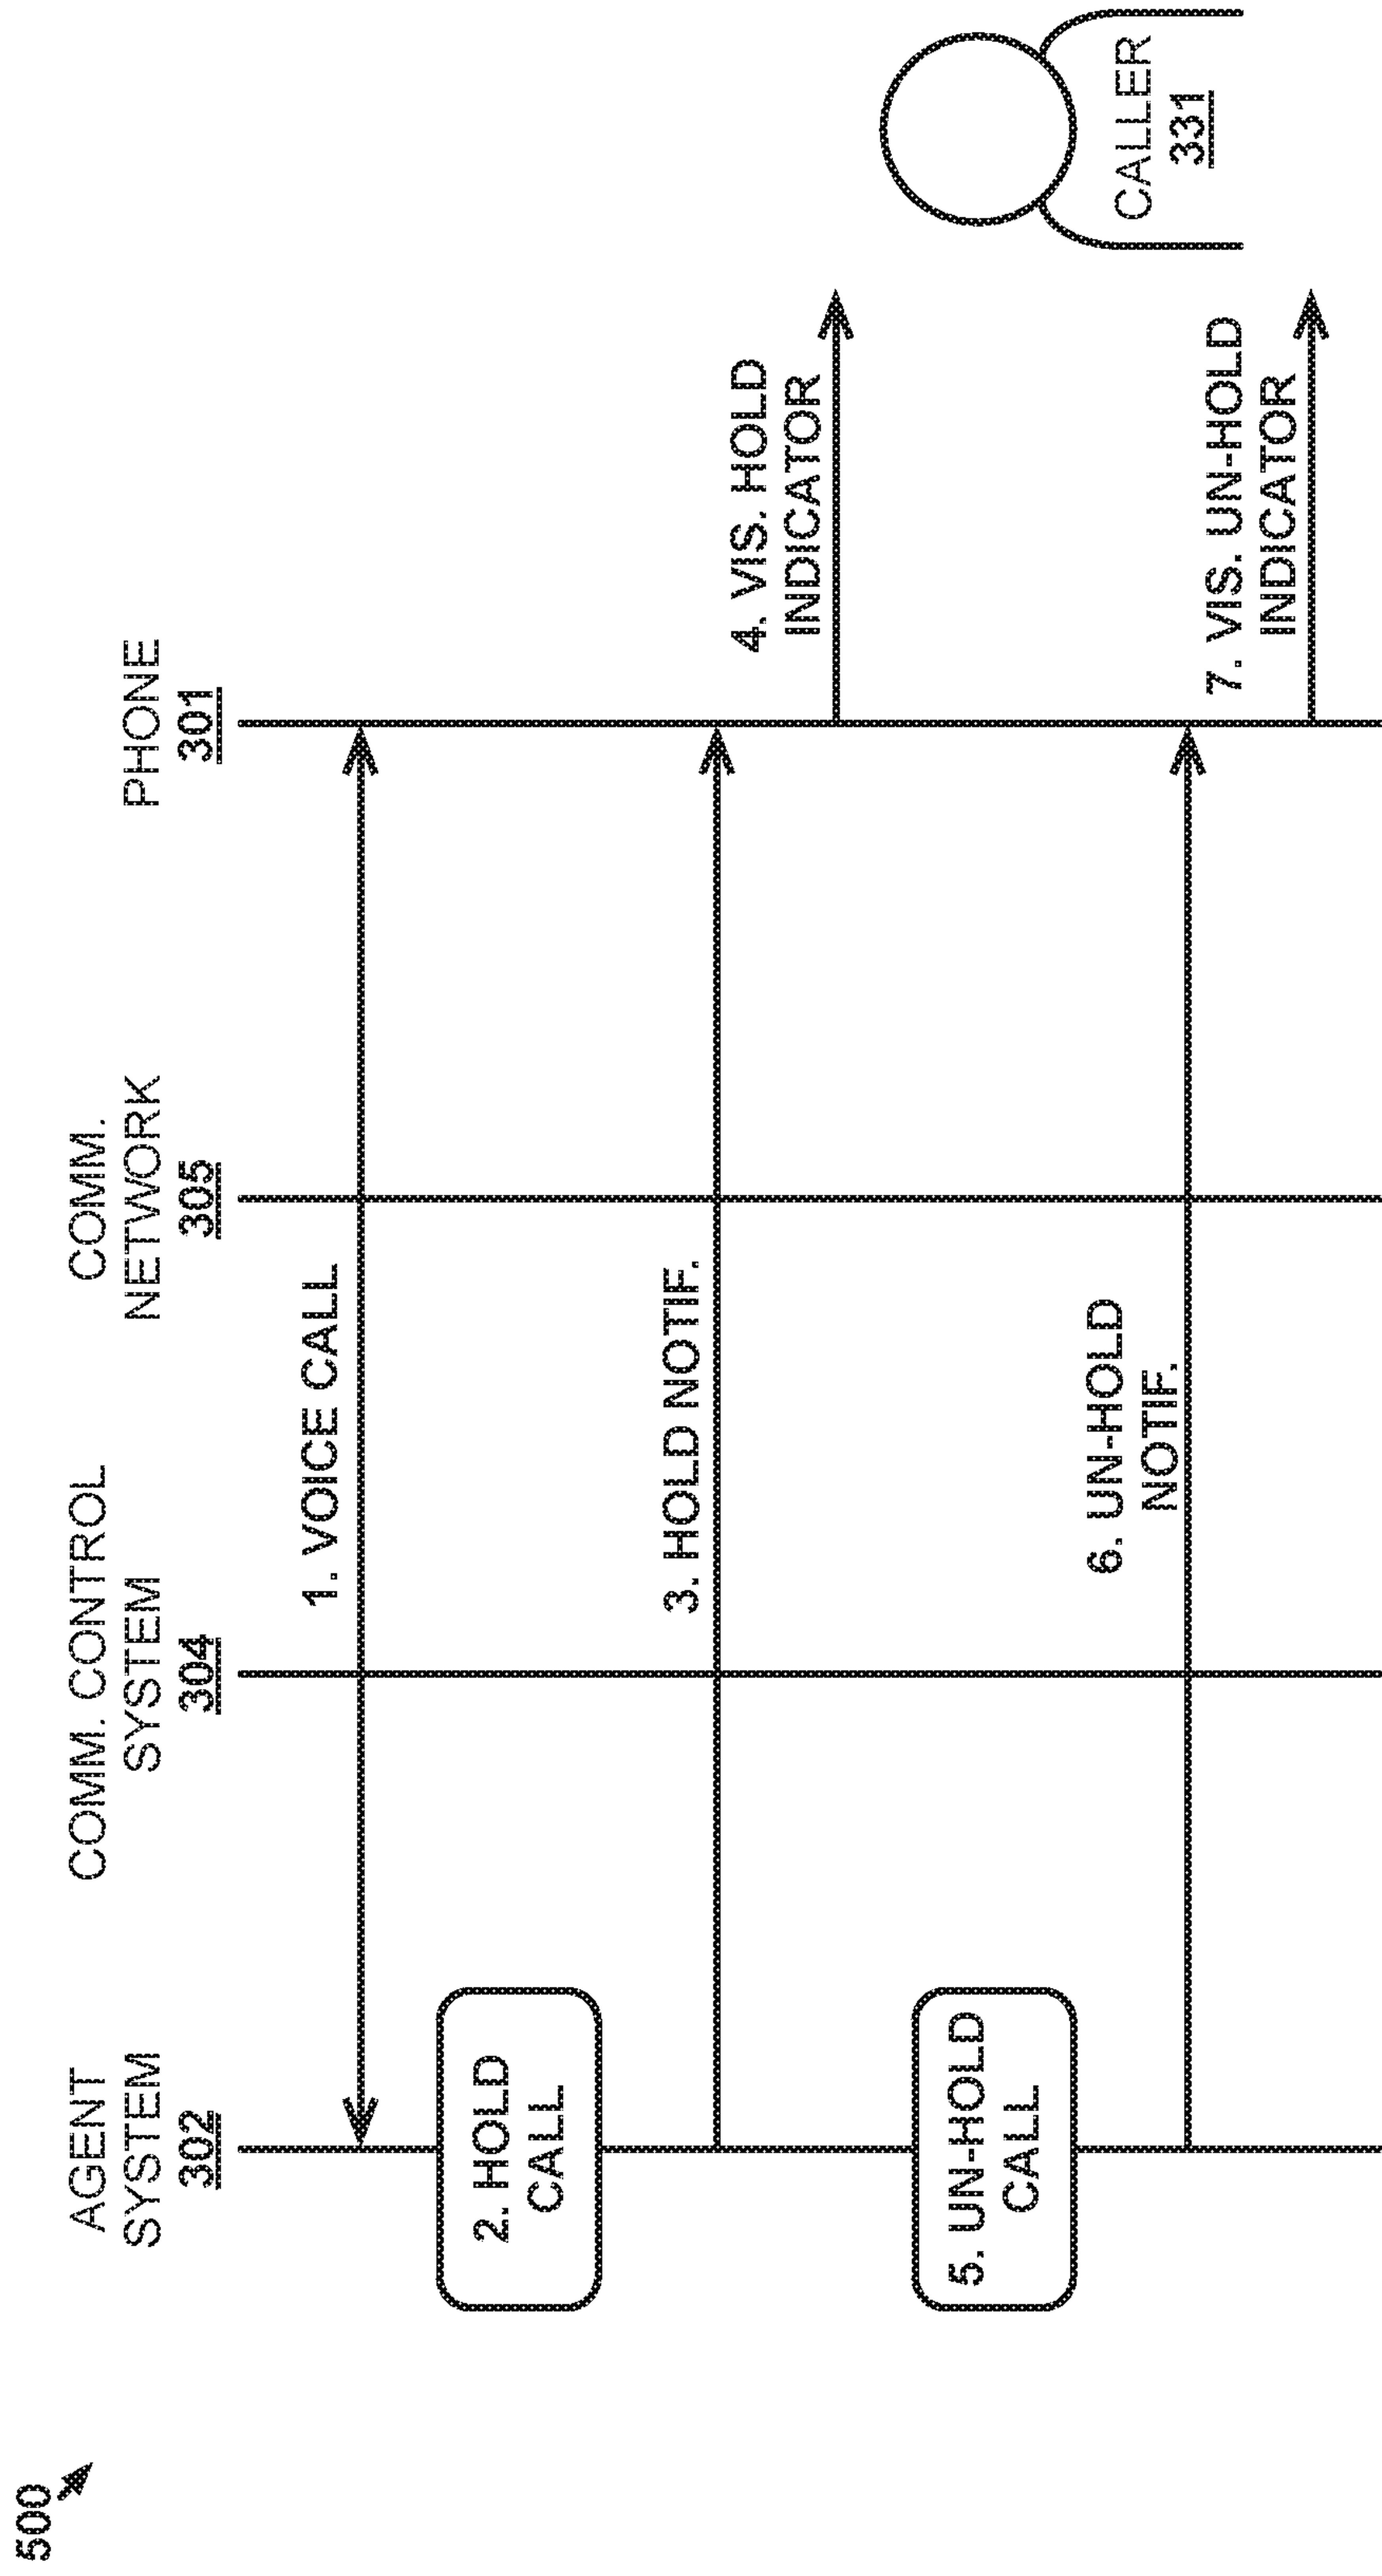 500
AGENT
SYSTEM
302
COMM. CONTROL
SYSTEM
304
COMM.
NETWORK
305
PHONE
301
1. VOICE CALL
2. HOLD
CALL
3. HOLD NOTIF.
4. VIS. HOLD
INDICATOR
CALLER
331
5. UN-HOLD
CALL
6. UN-HOLD
NOTIF.
7. VIS. UN-HOLD
INDICATOR